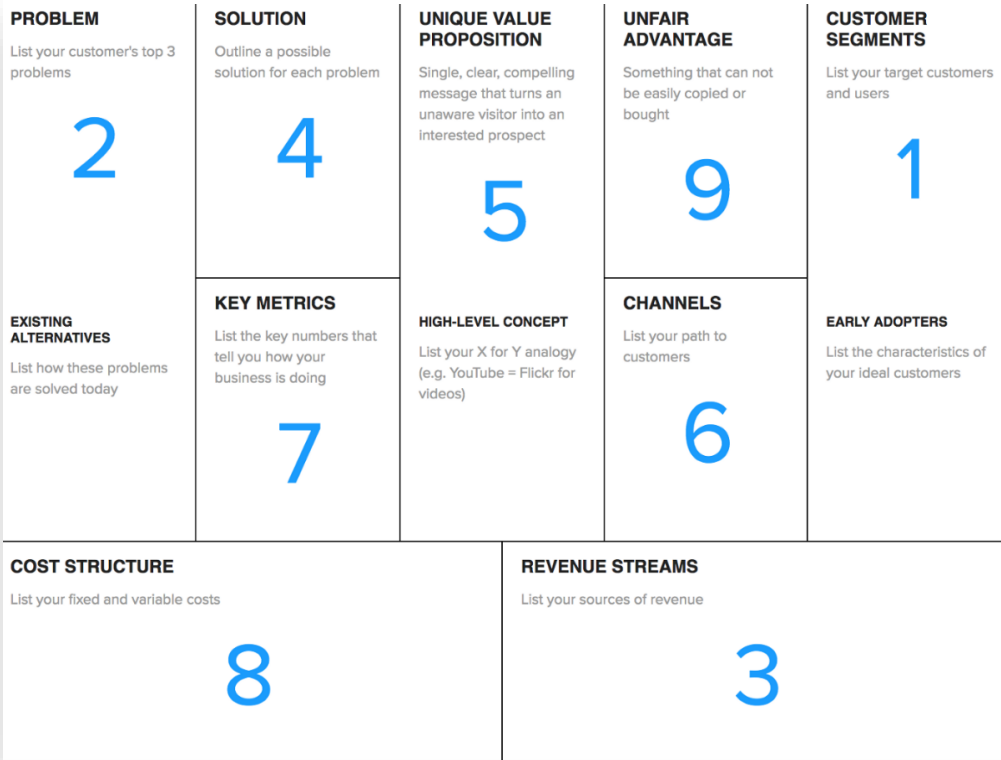 PROBLEM
List your customer's top 3
problems
2
EXISTING
ALTERNATIVES
List how these problems
are solved today
SOLUTION
Outline a possible
solution for each problem
4
KEY METRICS
List the key numbers that
tell you how your
business is doing
7
UNIQUE VALUE
PROPOSITION
Single, clear, compelling
message that turns an
unaware visitor into an
interested prospect
5
HIGH-LEVEL CONCEPT
List your X for Y analogy
(e.g. YouTube = Flickr for
videos)
UNFAIR
ADVANTAGE
Something that can not
be easily copied or
bought
9
CHANNELS
List your path to
customers
6
CUSTOMER
SEGMENTS
List your target customers
and users
1
EARLY ADOPTERS
List the characteristics of
your ideal customers
COST STRUCTURE
List your fixed and variable costs
8
REVENUE STREAMS
List your sources of revenue
3